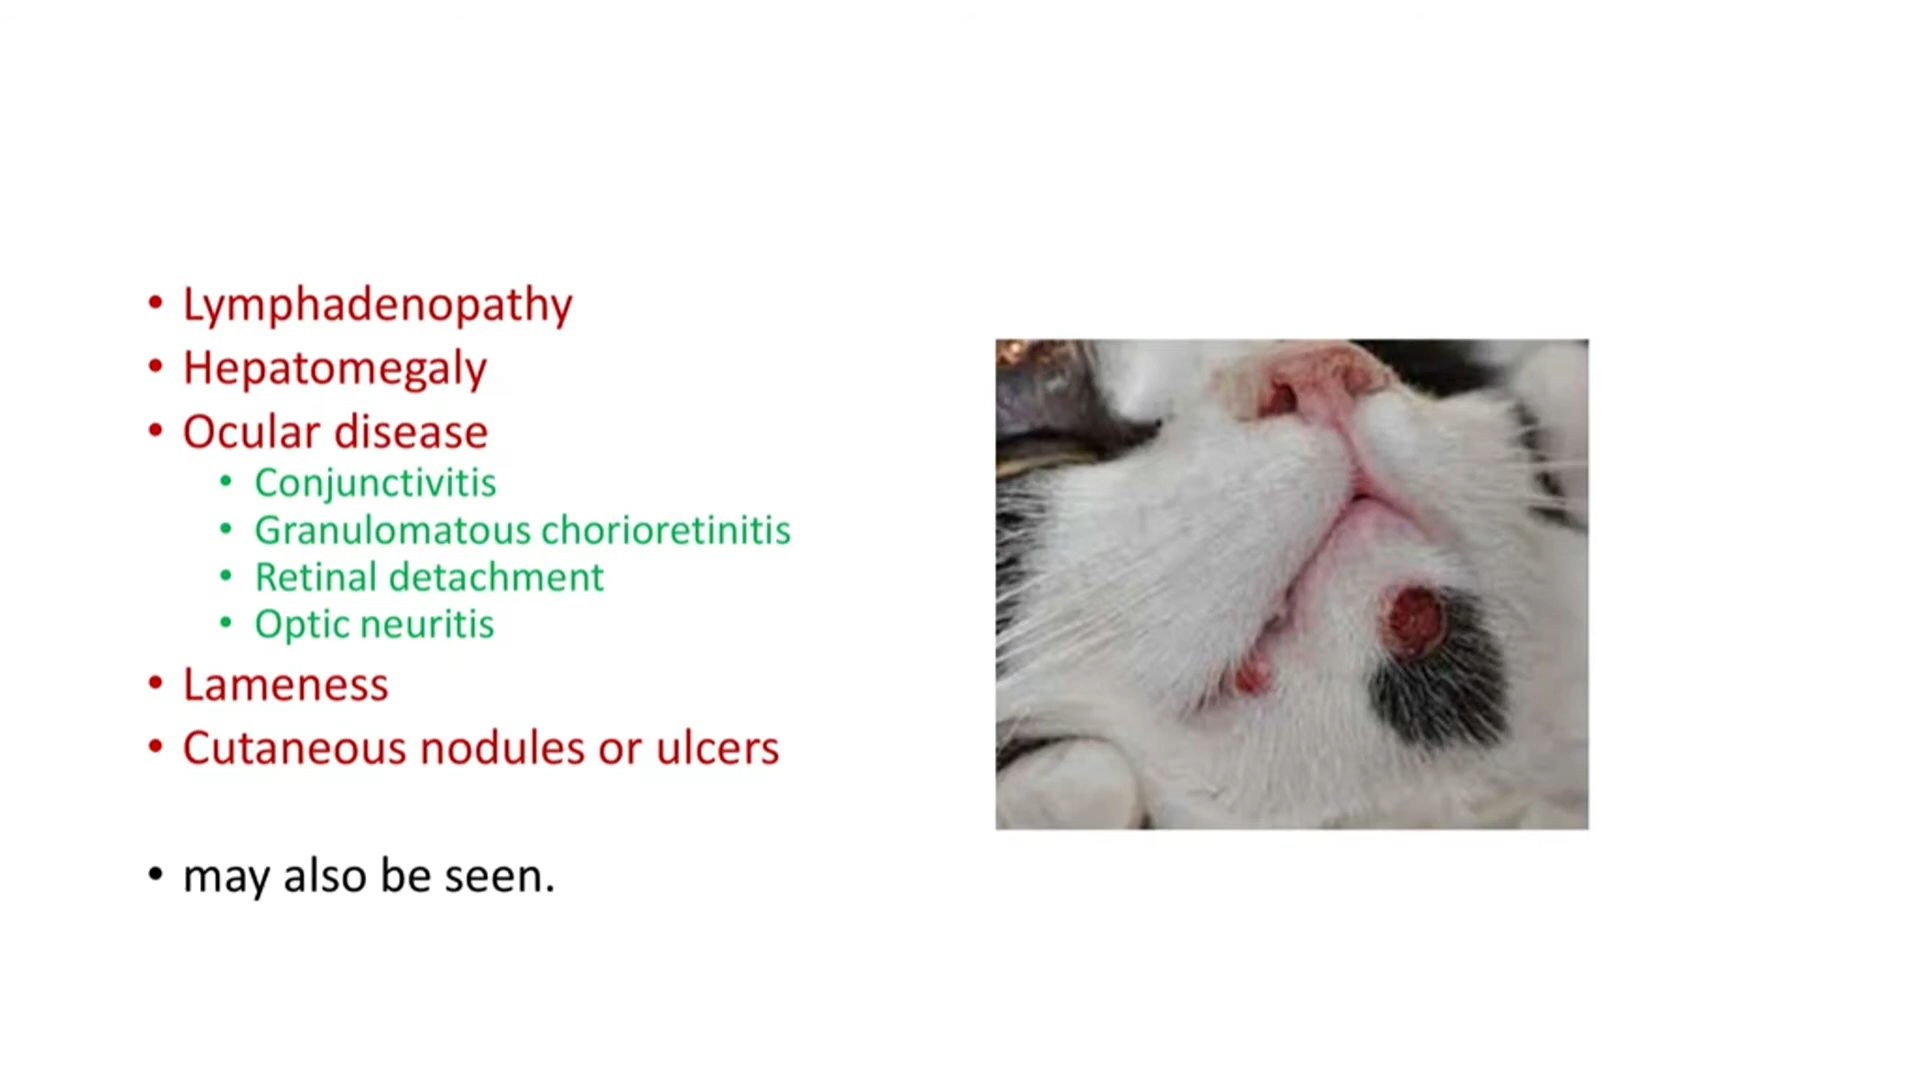 • Lymphadenopathy
• Hepatomegaly
• Ocular disease
• Conjunctivitis
• Granulomatous chorioretinitis
• Retinal detachment
• Optic neuritis
• Lameness
• Cutaneous nodules or ulcers
• may also be seen.